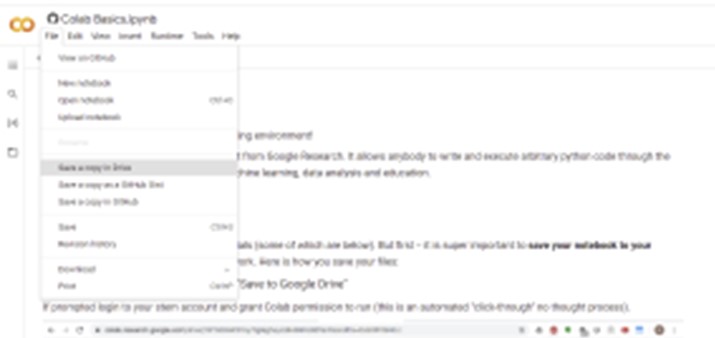 Colab Basics.ipynb
File Edit View Insert Runtime Tools Help
View on GitHub
New notebook
Open notebook Ctrl+O
Upload notebook
Rename
ing environment!
Save a copy in Drive
t from Google Research. It allows anybody to write and execute arbitrary python code through the
Save a copy as a GitHub Gist
hine learning, data analysis and education.
Save a copy in GitHub
Save Ctrl+S
Revision history
als (some of which are below). But first - it is super important to save your notebook to your
ork. Here is how you save your files:
Download
Print Ctrl+P
"Save to Google Drive"
If prompted login to your stem account and grant Colab permission to run (this is an automated "click-through" no thought process).